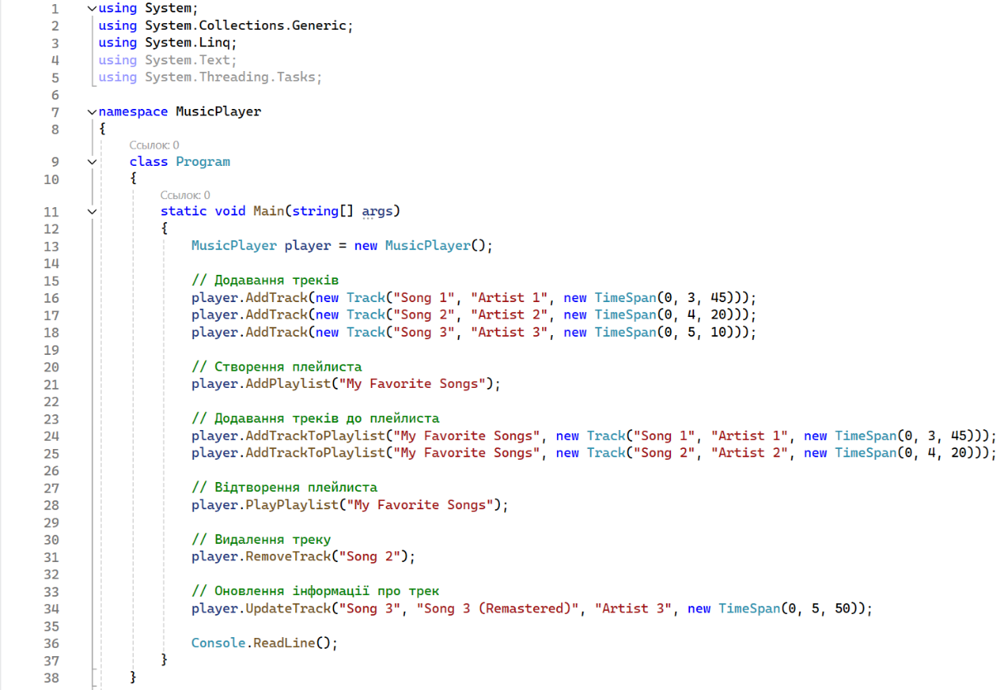 1 using System;
2 using System.Collections.Generic;
3 using System.Linq;
4 using System.Text;
5 using System.Threading.Tasks;
6
7 namespace MusicPlayer
8 {
Ссылок: 0
9 class Program
10 {
Ссылок: 0
11 static void Main(string[] args)
12 {
13 MusicPlayer player = new MusicPlayer();
14
15 // Додавання треків
16 player.AddTrack(new Track("Song 1", "Artist 1", new TimeSpan(0, 3, 45)));
17 player.AddTrack(new Track("Song 2", "Artist 2", new TimeSpan(0, 4, 20)));
18 player.AddTrack(new Track("Song 3", "Artist 3", new TimeSpan(0, 5, 10)));
19
20 // Створення плейлиста
21 player.AddPlaylist("My Favorite Songs");
22
23 // Додавання треків до плейлиста
24 player.AddTrackToPlaylist("My Favorite Songs", new Track("Song 1", "Artist 1", new TimeSpan(0, 3, 45)));
25 player.AddTrackToPlaylist("My Favorite Songs", new Track("Song 2", "Artist 2", new TimeSpan(0, 4, 20)));
26
27 // Відтворення плейлиста
28 player.PlayPlaylist("My Favorite Songs");
29
30 // Видалення треку
31 player.RemoveTrack("Song 2");
32
33 // Оновлення інформації про трек
34 player.UpdateTrack("Song 3", "Song 3 (Remastered)", "Artist 3", new TimeSpan(0, 5, 50));
35
36 Console.ReadLine();
37 }
38 }